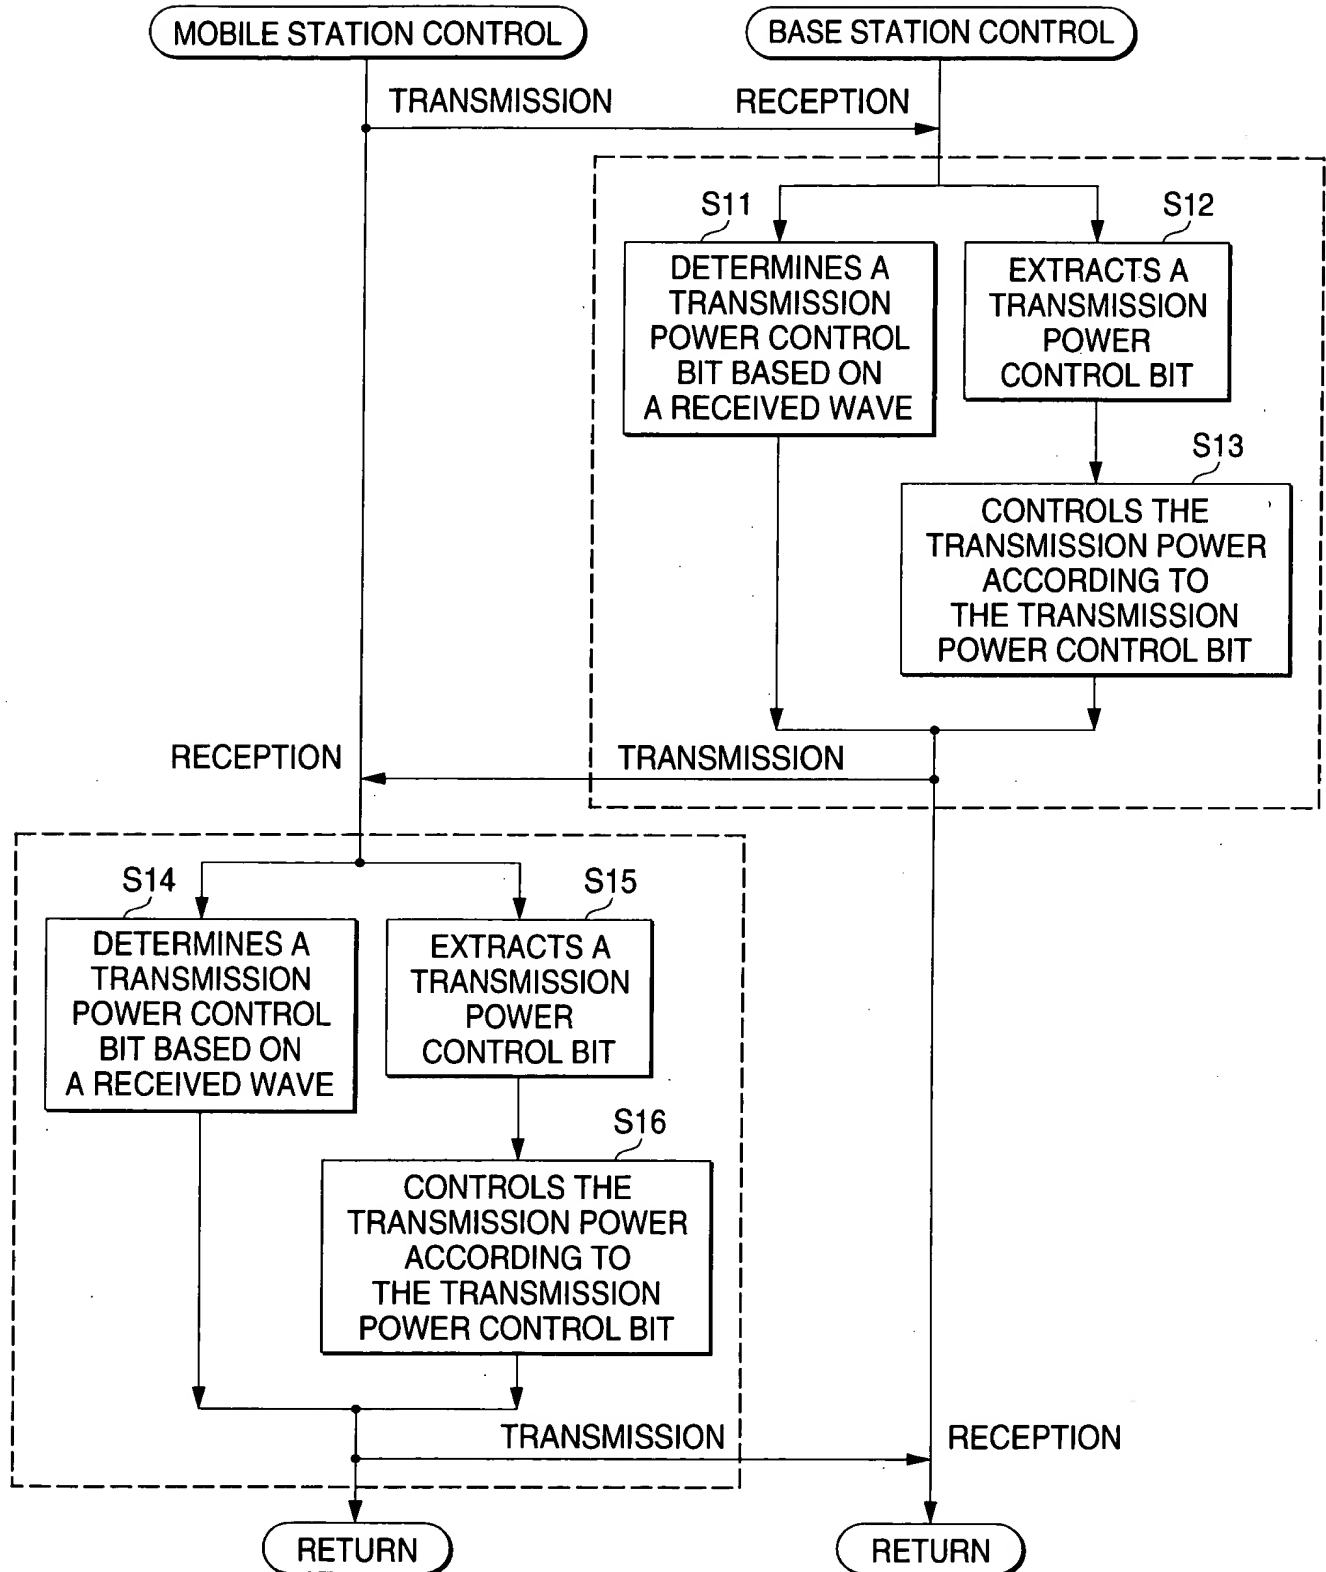 MOBILE STATION CONTROL
BASE STATION CONTROL
TRANSMISSION
RECEPTION
S11
S12
DETERMINES A
TRANSMISSION
POWER CONTROL
BIT BASED ON
A RECEIVED WAVE
EXTRACTS A
TRANSMISSION
POWER
CONTROL BIT
S13
CONTROLS THE
TRANSMISSION POWER
ACCORDING TO
THE TRANSMISSION
POWER CONTROL BIT
RECEPTION
TRANSMISSION
S14
S15
DETERMINES A
TRANSMISSION
POWER CONTROL
BIT BASED ON
A RECEIVED WAVE
EXTRACTS A
TRANSMISSION
POWER
CONTROL BIT
S16
CONTROLS THE
TRANSMISSION POWER
ACCORDING TO
THE TRANSMISSION
POWER CONTROL BIT
TRANSMISSION
RECEPTION
RETURN
RETURN